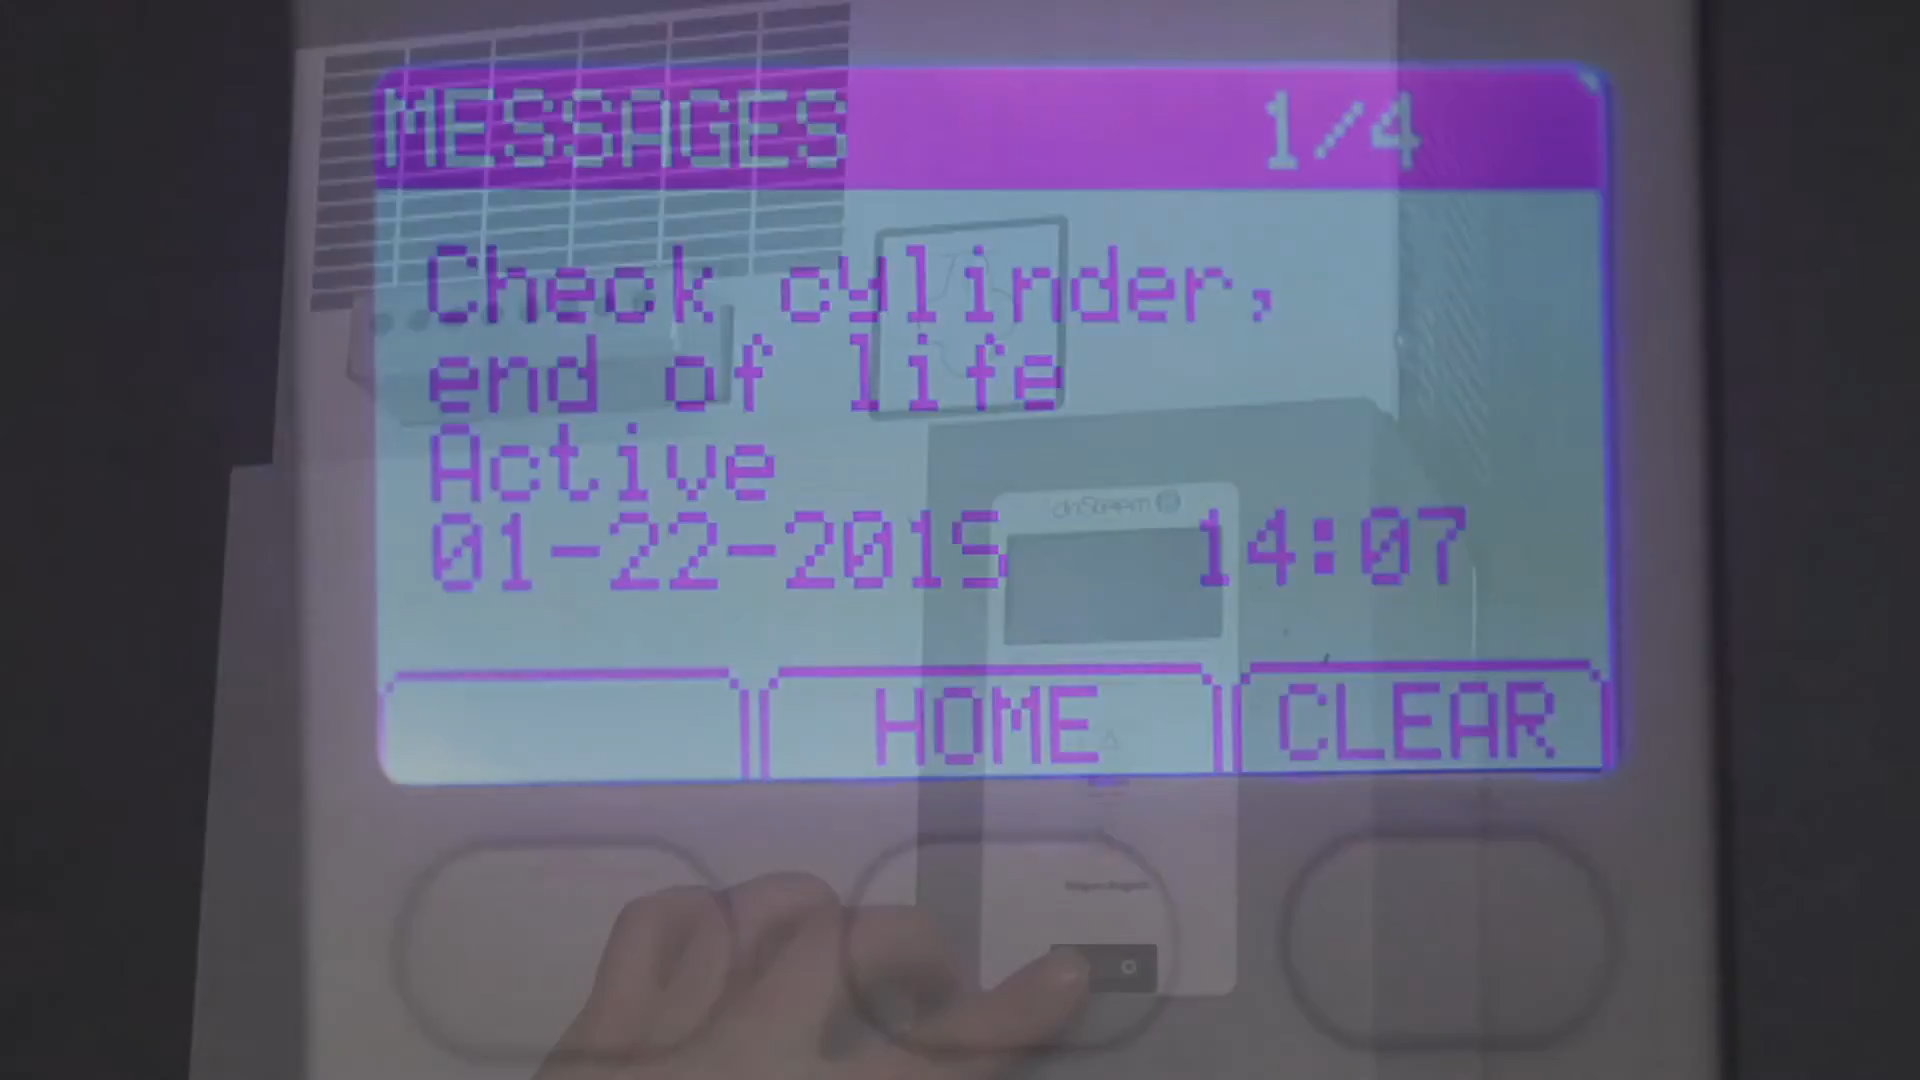 MESSAGES 1/4
Check cylinder,
end of life
Active
01-22-2015 14:07
HOME CLEAR